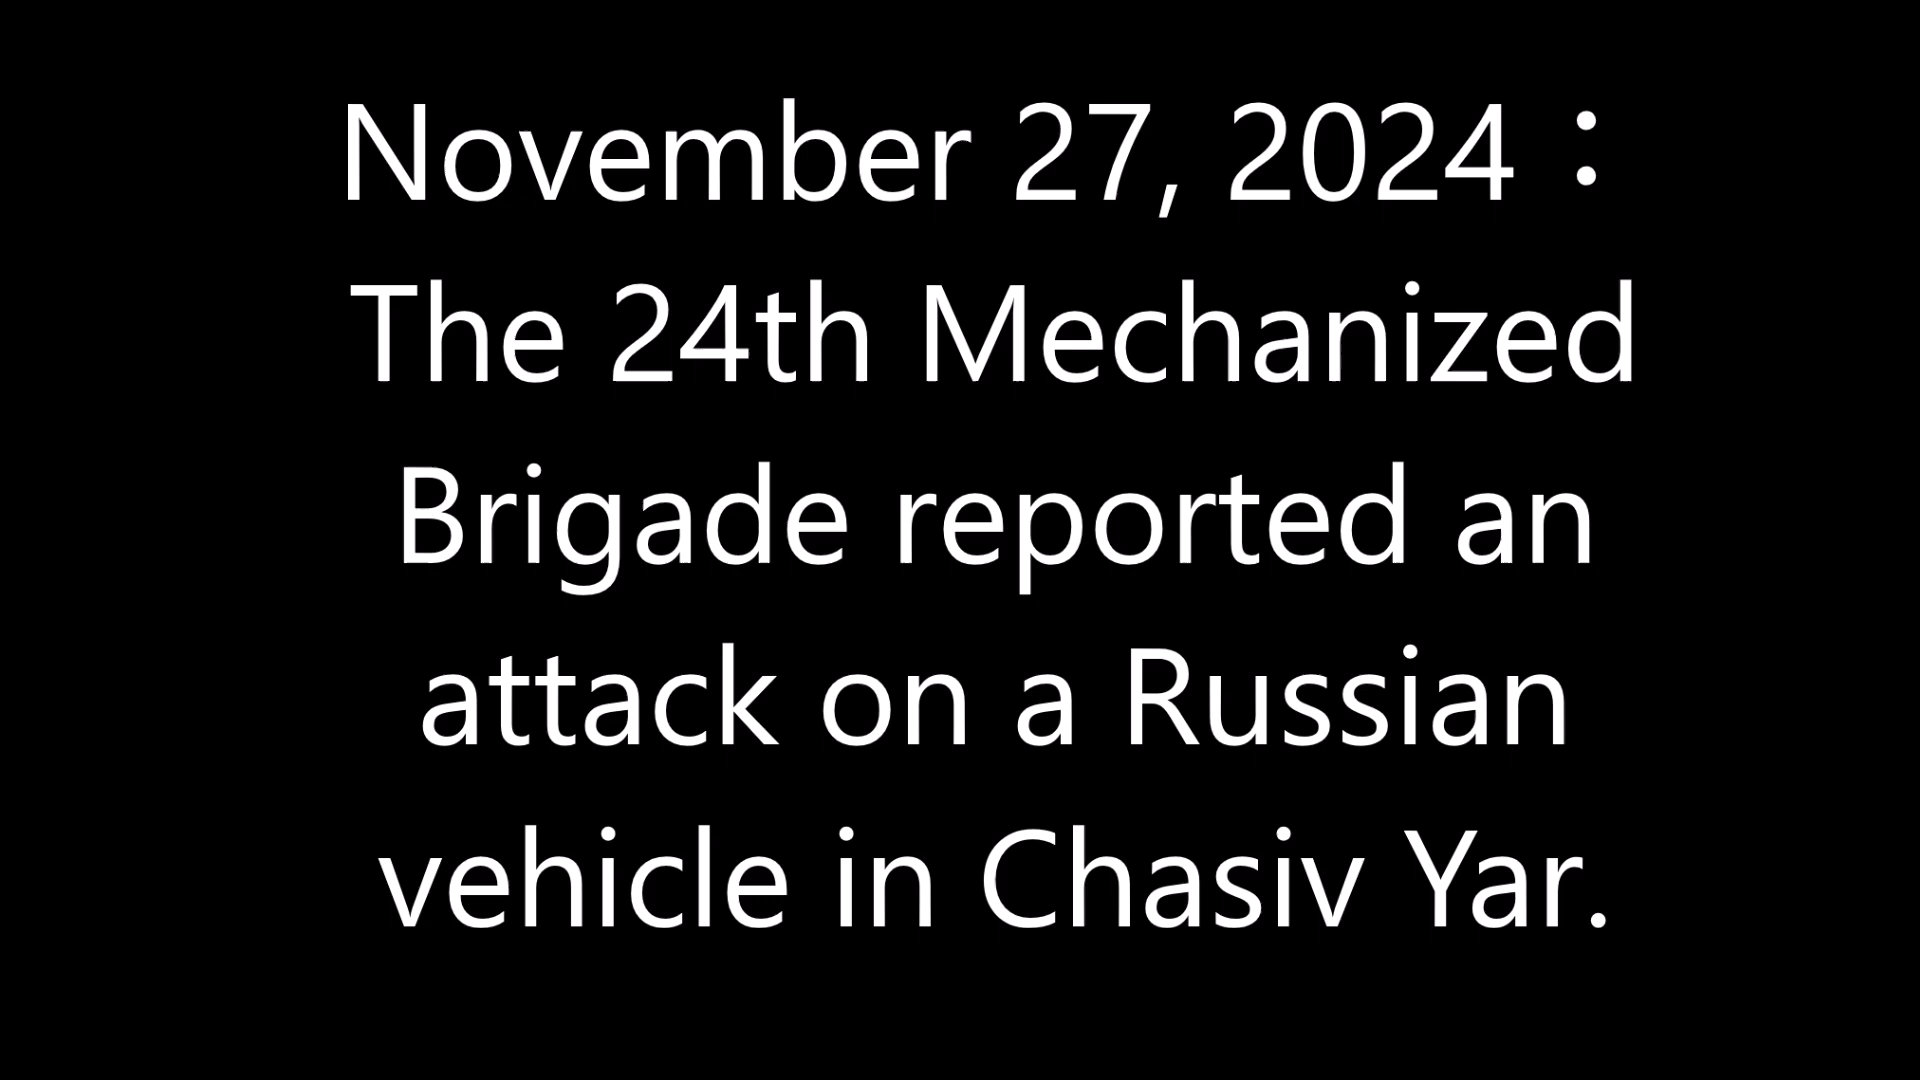 November 27, 2024：
The 24th Mechanized
Brigade reported an
attack on a Russian
vehicle in Chasiv Yar.